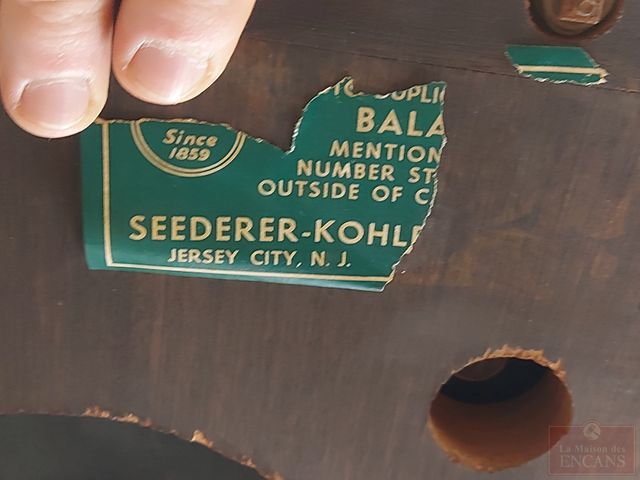 Since
1859
BALA
MENTION
NUMBER ST
OUTSIDE OF C
SEEDERER-KOHL
JERSEY CITY, N. J.
La Maison des
ENCANS